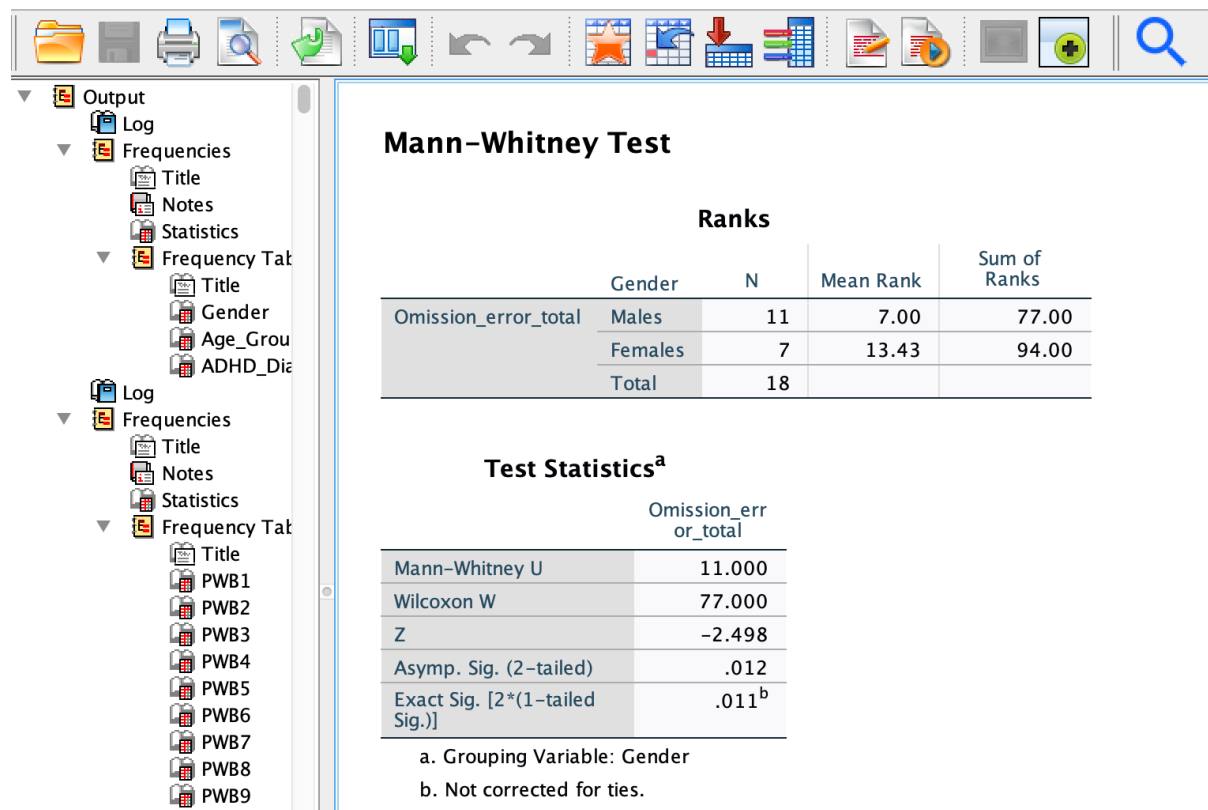 Output
Log
Frequencies
Title
Notes
Statistics
Frequency Tab
Title
Gender
Age_Grou
ADHD_Dia
Log
Frequencies
Title
Notes
Statistics
Frequency Tab
Title
PWB1
PWB2
PWB3
PWB4
PWB5
PWB6
PWB7
PWB8
PWB9
Mann-Whitney Test
Ranks
Gender N Mean Rank Sum of
Ranks
Omission_error_total Males 11 7.00 77.00
Females 7 13.43 94.00
Total 18
Test Statisticsa
Omission_err
or_total
Mann-Whitney U 11.000
Wilcoxon W 77.000
Z -2.498
Asymp. Sig. (2-tailed) .012
Exact Sig. [2*(1-tailed .011b
Sig.)]
a. Grouping Variable: Gender
b. Not corrected for ties.